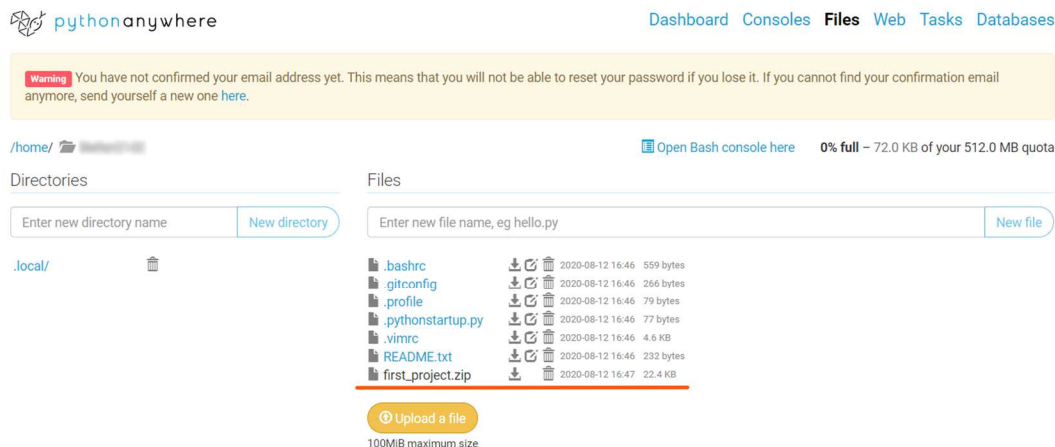 pythonanywhere
Dashboard Consoles Files Web Tasks Databases
Warning You have not confirmed your email address yet. This means that you will not be able to reset your password if you lose it. If you cannot find your confirmation email
anymore, send yourself a new one here.
/home/
Open Bash console here 0% full – 72.0 KB of your 512.0 MB quota
Directories
Files
Enter new directory name New directory
Enter new file name, eg hello.py New file
.local/
.bashrc 2020-08-12 16:46 559 bytes
.gitconfig 2020-08-12 16:46 266 bytes
.profile 2020-08-12 16:46 79 bytes
.pythonstartup.py 2020-08-12 16:46 77 bytes
.vimrc 2020-08-12 16:46 4.6 KB
README.txt 2020-08-12 16:46 232 bytes
first_project.zip 2020-08-12 16:47 22.4 KB
Upload a file
100MiB maximum size